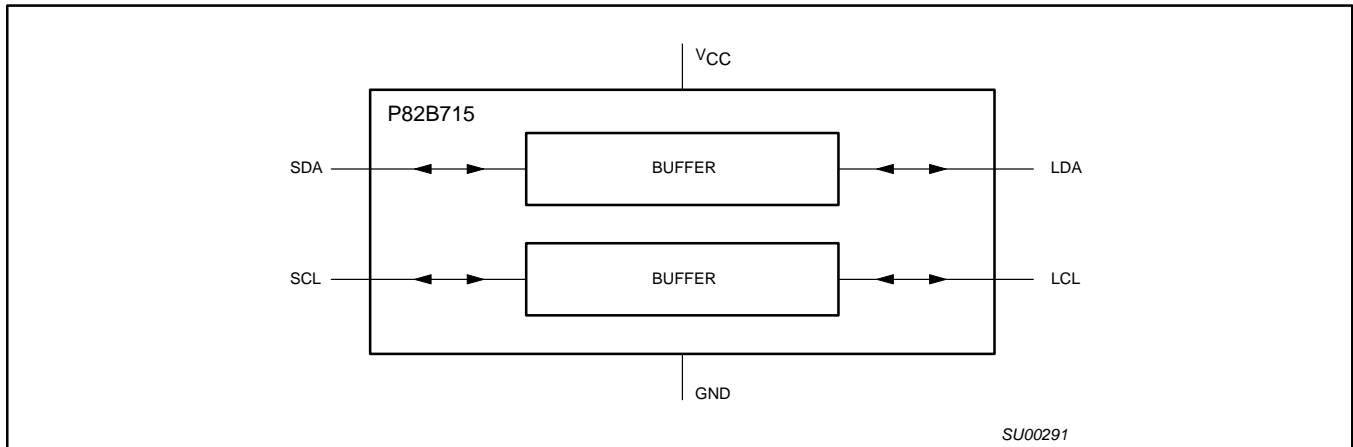 VCC
P82B715
SDA
BUFFER
LDA
SCL
BUFFER
LCL
GND
SU00291